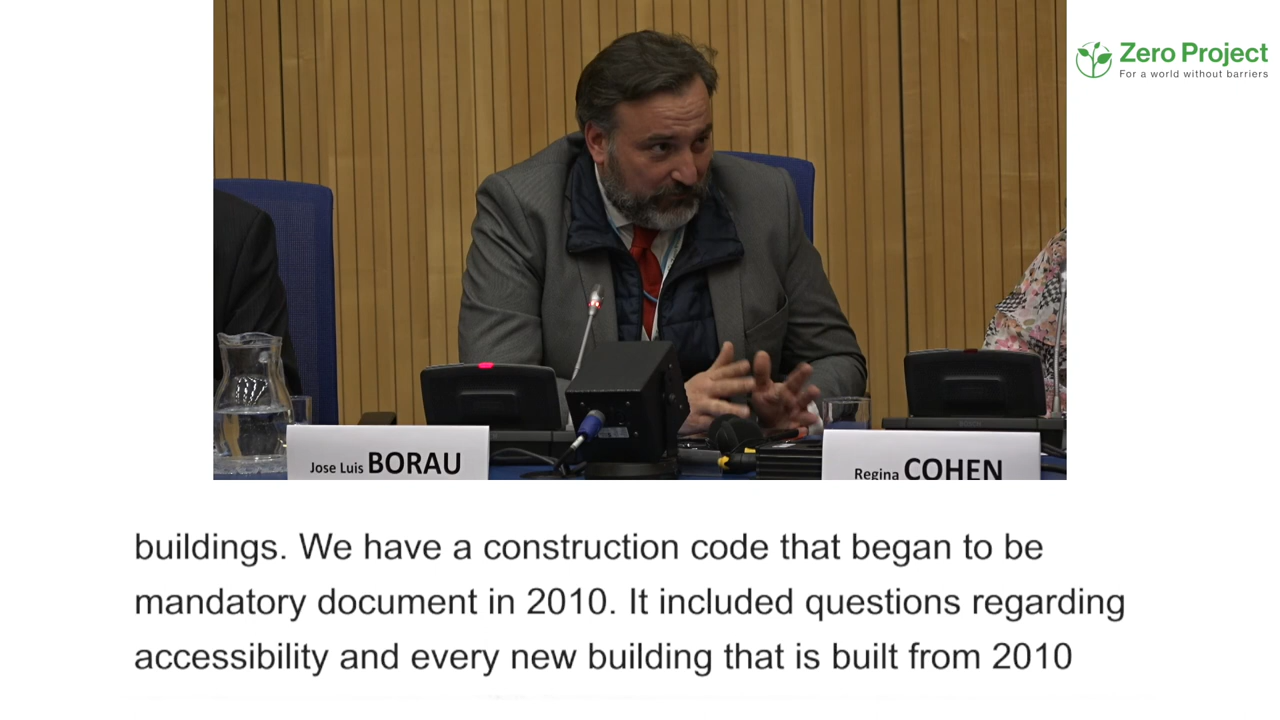 Zero Project
For a world without barriers
Jose Luis BORAU
Regina COHEN
buildings. We have a construction code that began to be
mandatory document in 2010. It included questions regarding
accessibility and every new building that is built from 2010